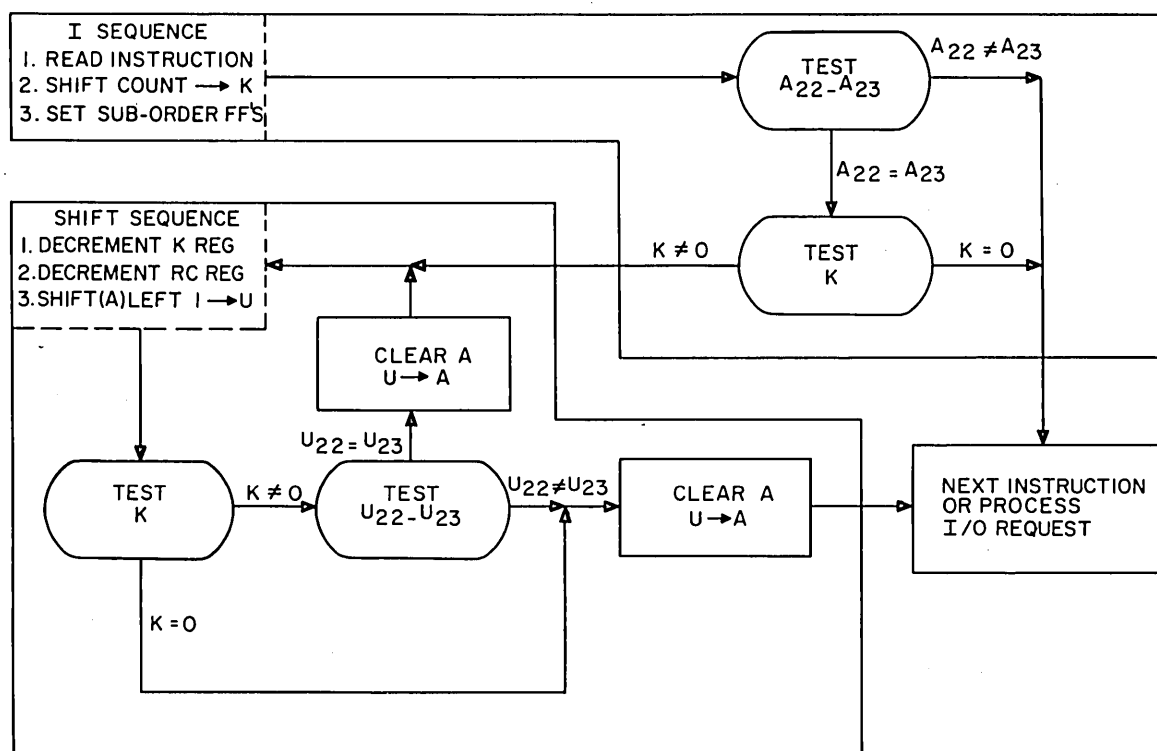 I SEQUENCE
1. READ INSTRUCTION
2. SHIFT COUNT → K
3. SET SUB-ORDER FF'S
TEST
A22-A23
A22 ≠ A23
A22 = A23
TEST
K
K ≠ 0
K = 0
SHIFT SEQUENCE
1. DECREMENT K REG
2. DECREMENT RC REG
3. SHIFT(A) LEFT 1 → U
CLEAR A
U → A
U22 = U23
TEST
K
K ≠ 0
TEST
U22-U23
U22 ≠ U23
CLEAR A
U → A
NEXT INSTRUCTION
OR PROCESS
I/O REQUEST
K = 0